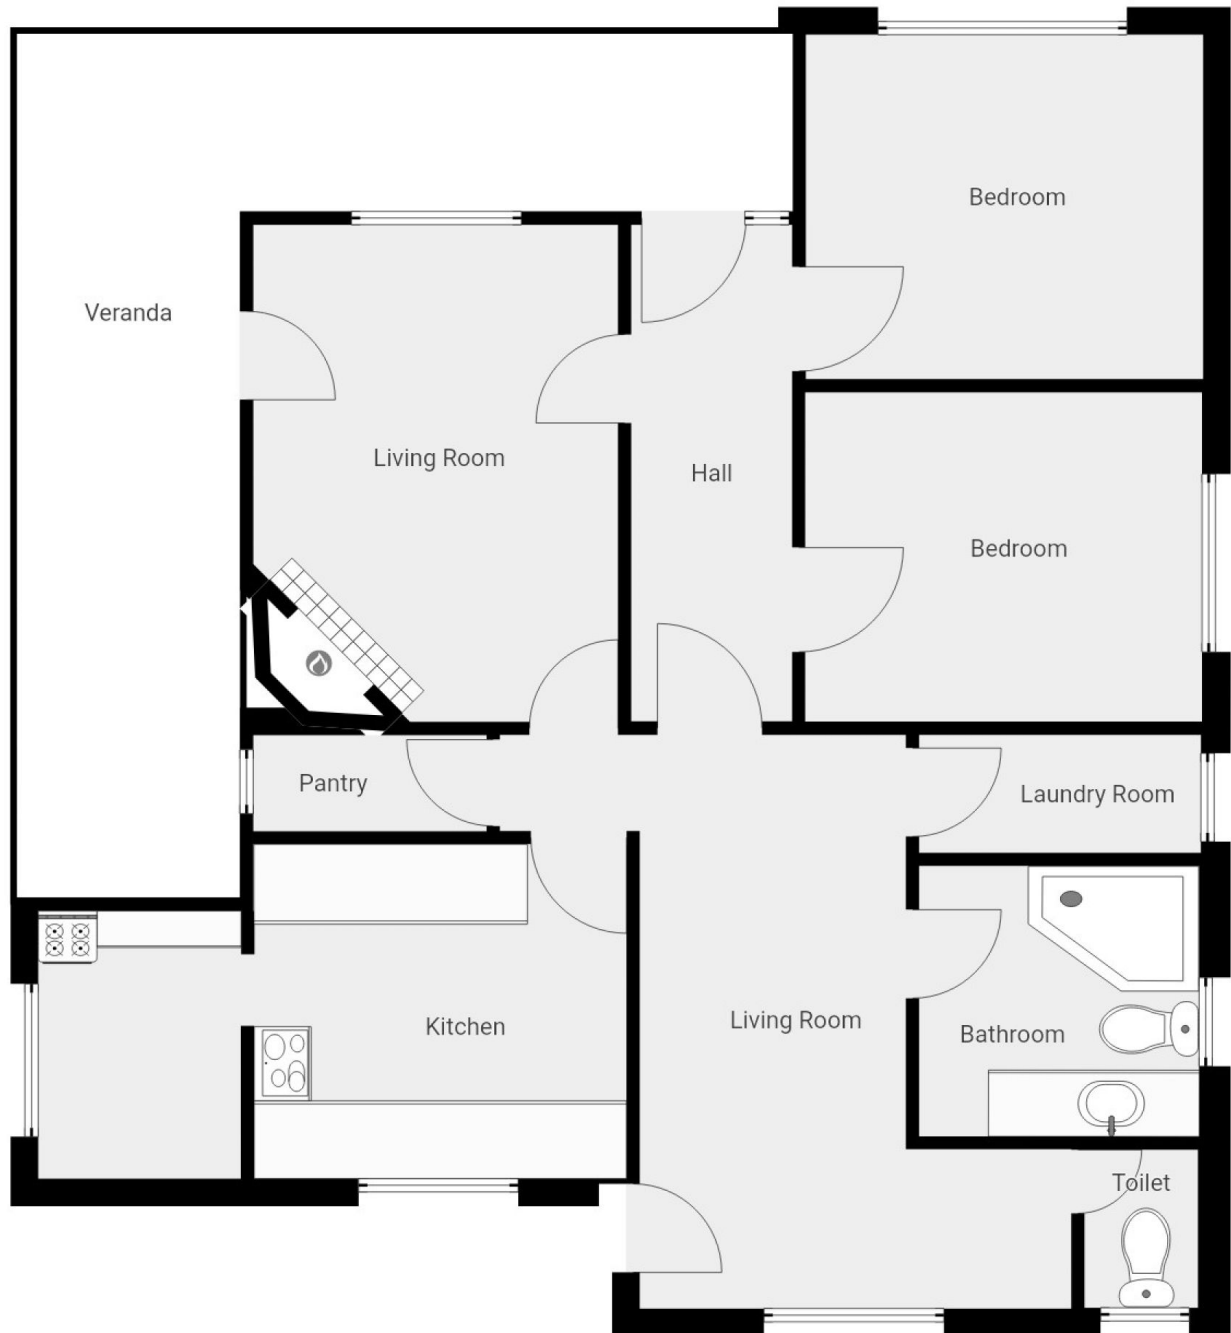 Bedroom
Veranda
Living Room
Hall
Bedroom
Pantry
Laundry Room
Kitchen
Living Room
Bathroom
Toilet